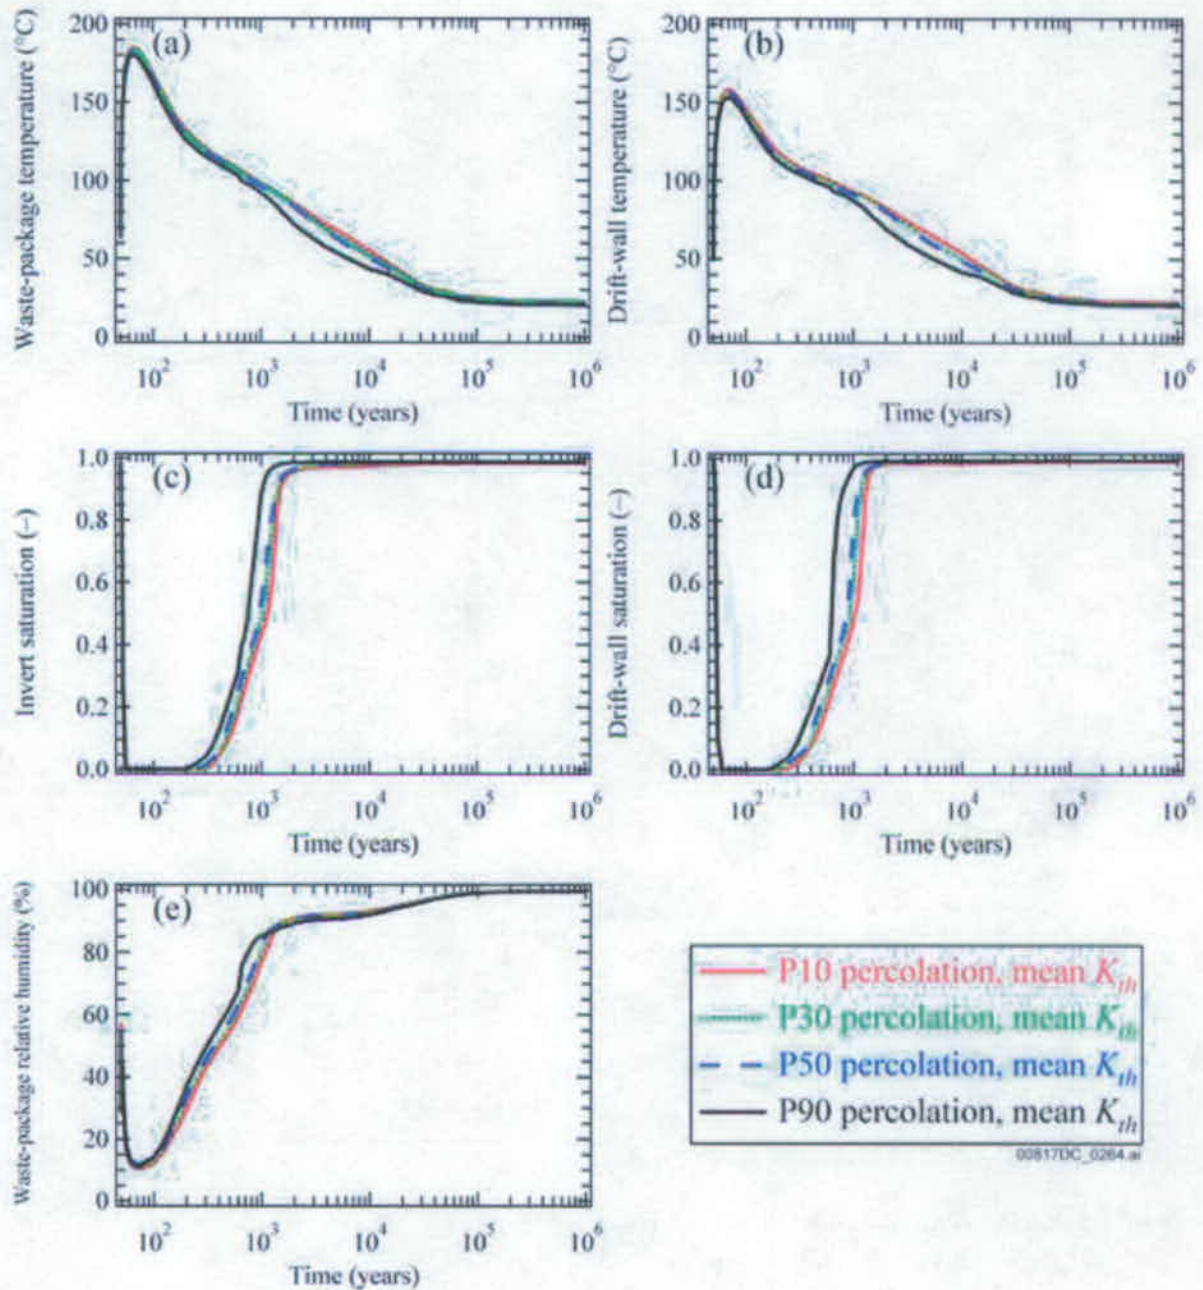 200
(a)
150
100
50
0
Waste-package temperature (°C)
10² 10³ 10⁴ 10⁵ 10⁶
Time (years)
200
(b)
150
100
50
0
Drift-wall temperature (°C)
10² 10³ 10⁴ 10⁵ 10⁶
Time (years)
1.0
(c)
0.8
0.6
0.4
0.2
0.0
Invert saturation (–)
10² 10³ 10⁴ 10⁵ 10⁶
Time (years)
1.0
(d)
0.8
0.6
0.4
0.2
0.0
Drift-wall saturation (–)
10² 10³ 10⁴ 10⁵ 10⁶
Time (years)
100
(e)
80
60
40
20
0
Waste-package relative humidity (%)
10² 10³ 10⁴ 10⁵ 10⁶
Time (years)
P10 percolation, mean Kth
P30 percolation, mean Kth
P50 percolation, mean Kth
P90 percolation, mean Kth
00817DC_0264.ai